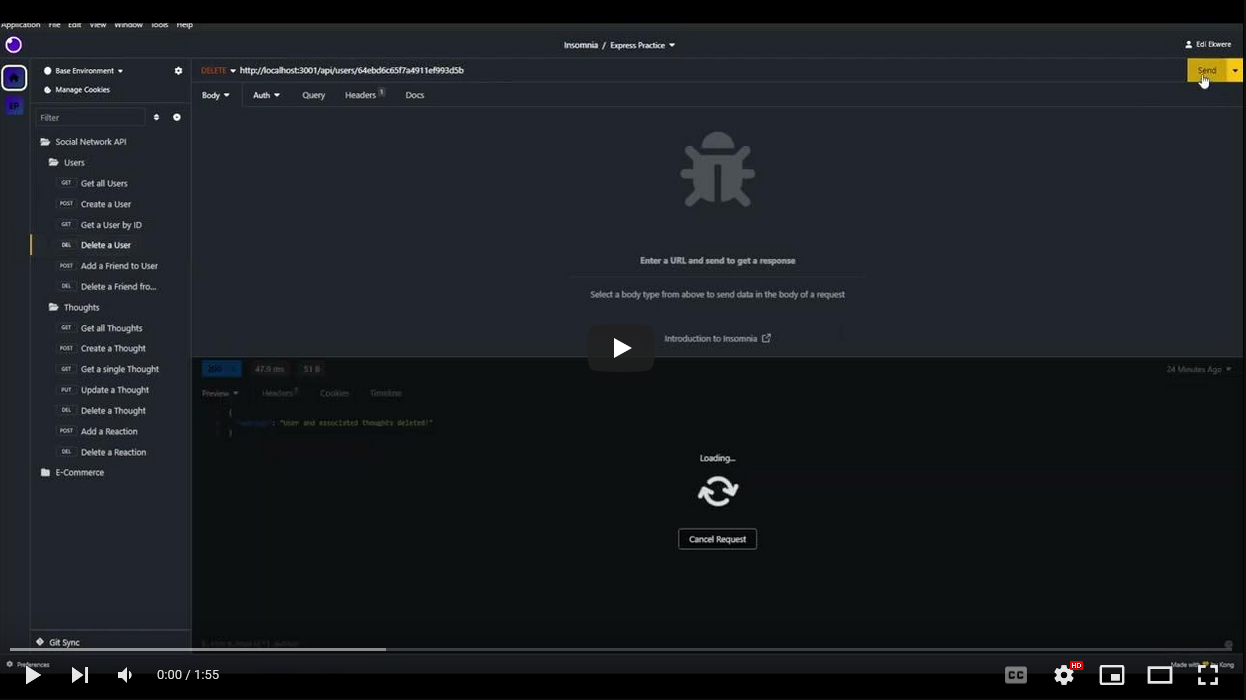 Application File Edit View Window Tools Help
Insomnia / Express Practice
Edi Ekwere
Base Environment
Manage Cookies
DELETE http://localhost:3001/api/users/64ebd6c65f7a4911ef993d5b
Send
Body Auth Query Headers 1 Docs
EP
Filter
Social Network API
Users
GET Get all Users
POST Create a User
GET Get a User by ID
DEL Delete a User
POST Add a Friend to User
DEL Delete a Friend fro...
Thoughts
GET Get all Thoughts
POST Create a Thought
GET Get a single Thought
PUT Update a Thought
DEL Delete a Thought
POST Add a Reaction
DEL Delete a Reaction
E-Commerce
Enter a URL and send to get a response
Select a body type from above to send data in the body of a request
Introduction to Insomnia
200 47.9 ms 51 B
24 Minutes Ago
Preview Headers Cookies Timeline
{
: "User and associated thoughts deleted!"
}
Loading...
Cancel Request
Git Sync
Preferences
Made with by Kong
0:00 / 1:55
CC
HD